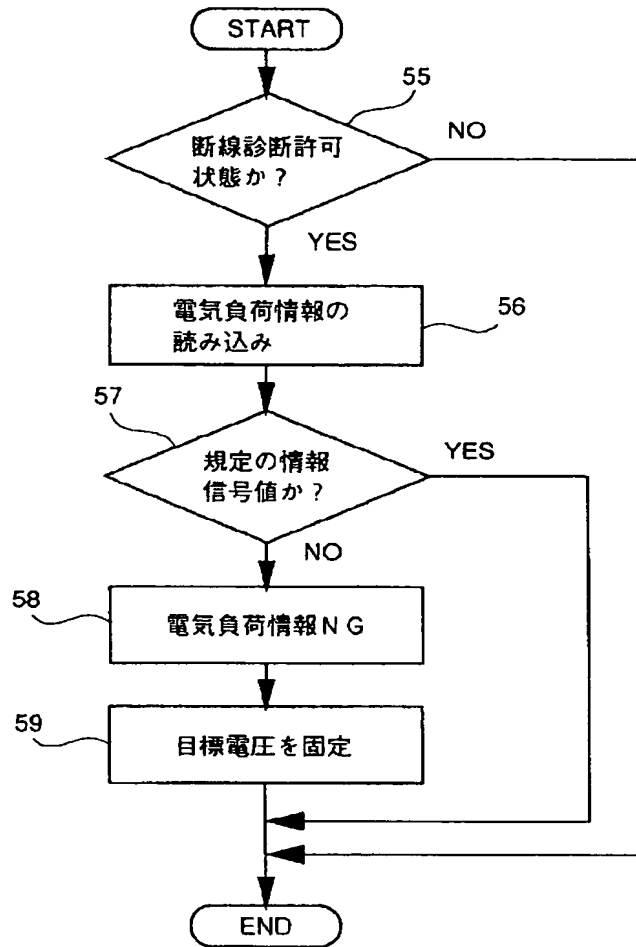 START
55
断線診断許可
状態か？
NO
YES
電気負荷情報の
読み込み
56
57
規定の情報
信号値か？
YES
NO
58
電気負荷情報ＮＧ
59
目標電圧を固定
END